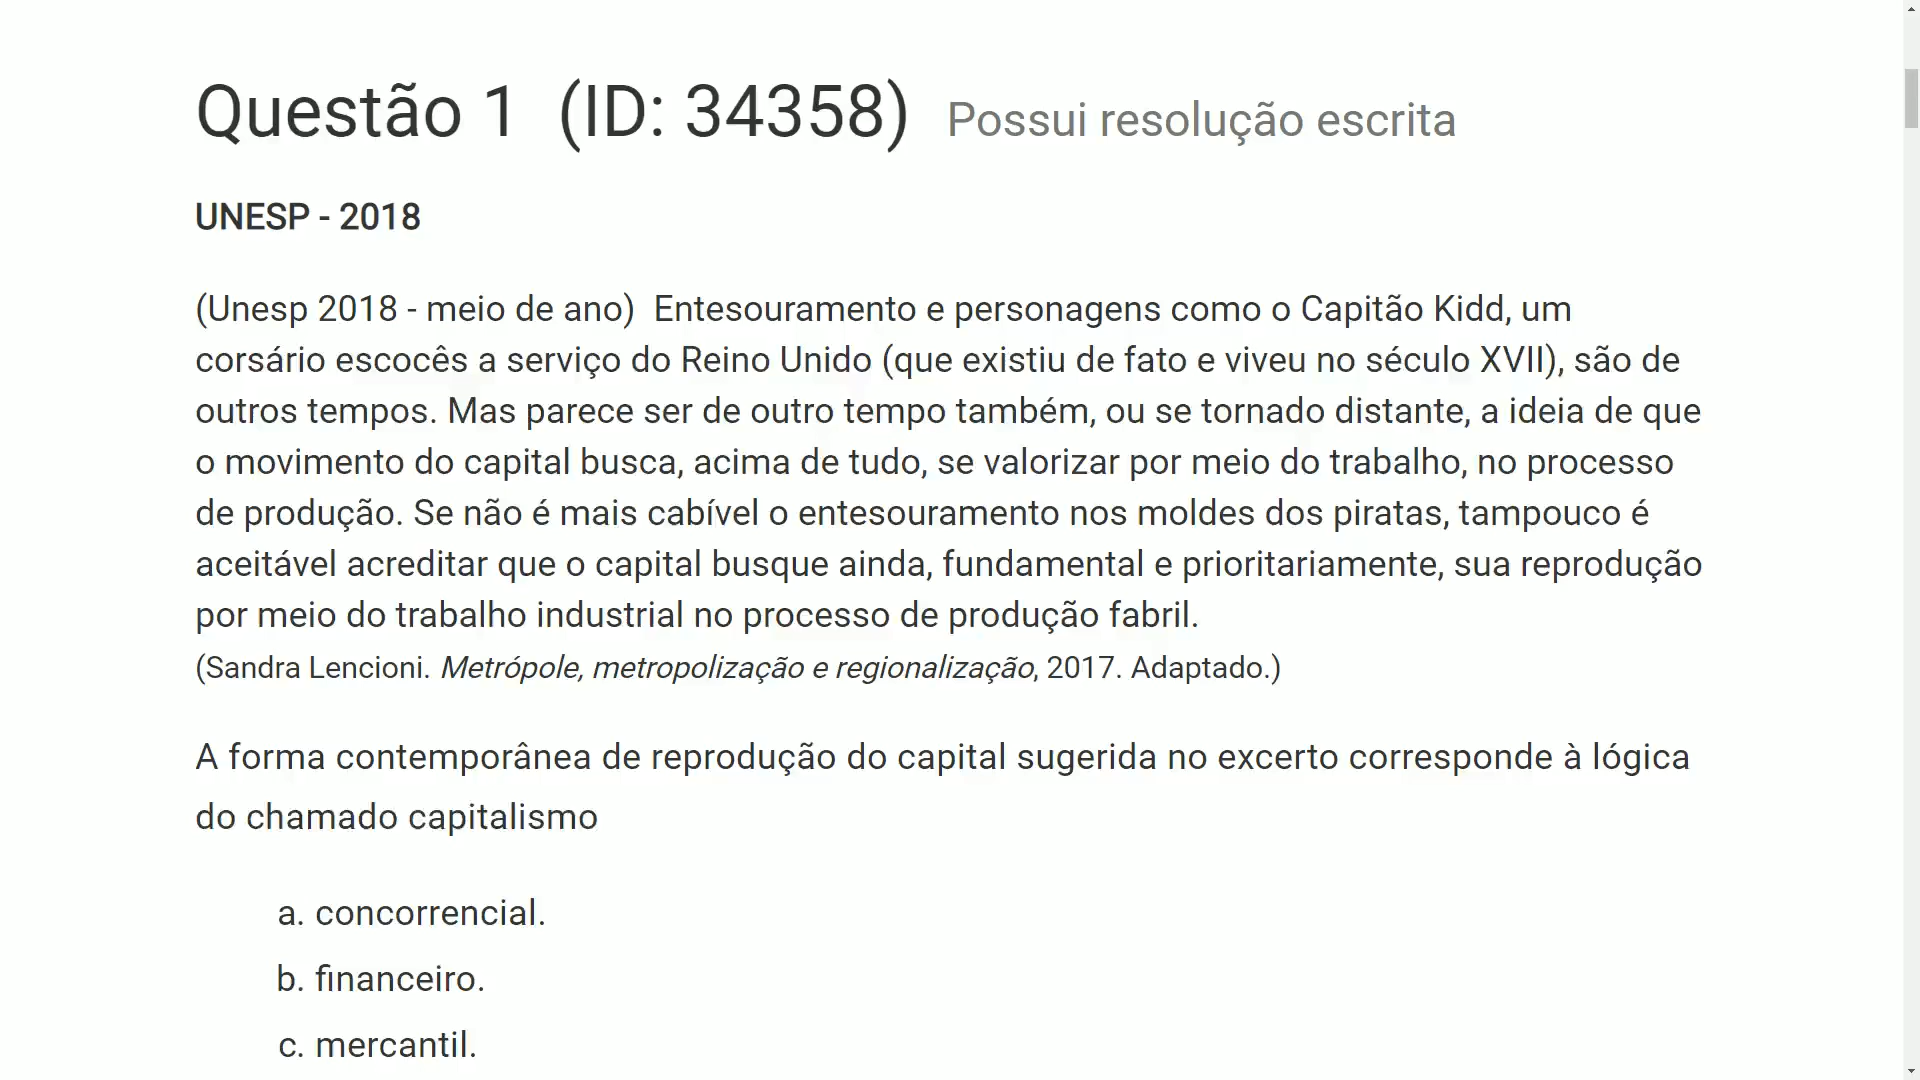 Questão 1 (ID: 34358) Possui resolução escrita
UNESP - 2018
(Unesp 2018 - meio de ano) Entesouramento e personagens como o Capitão Kidd, um
corsário escocês a serviço do Reino Unido (que existiu de fato e viveu no século XVII), são de
outros tempos. Mas parece ser de outro tempo também, ou se tornado distante, a ideia de que
o movimento do capital busca, acima de tudo, se valorizar por meio do trabalho, no processo
de produção. Se não é mais cabível o entesouramento nos moldes dos piratas, tampouco é
aceitável acreditar que o capital busque ainda, fundamental e prioritariamente, sua reprodução
por meio do trabalho industrial no processo de produção fabril.
(Sandra Lencioni. Metrópole, metropolização e regionalização, 2017. Adaptado.)
A forma contemporânea de reprodução do capital sugerida no excerto corresponde à lógica
do chamado capitalismo
a. concorrencial.
b. financeiro.
c. mercantil.